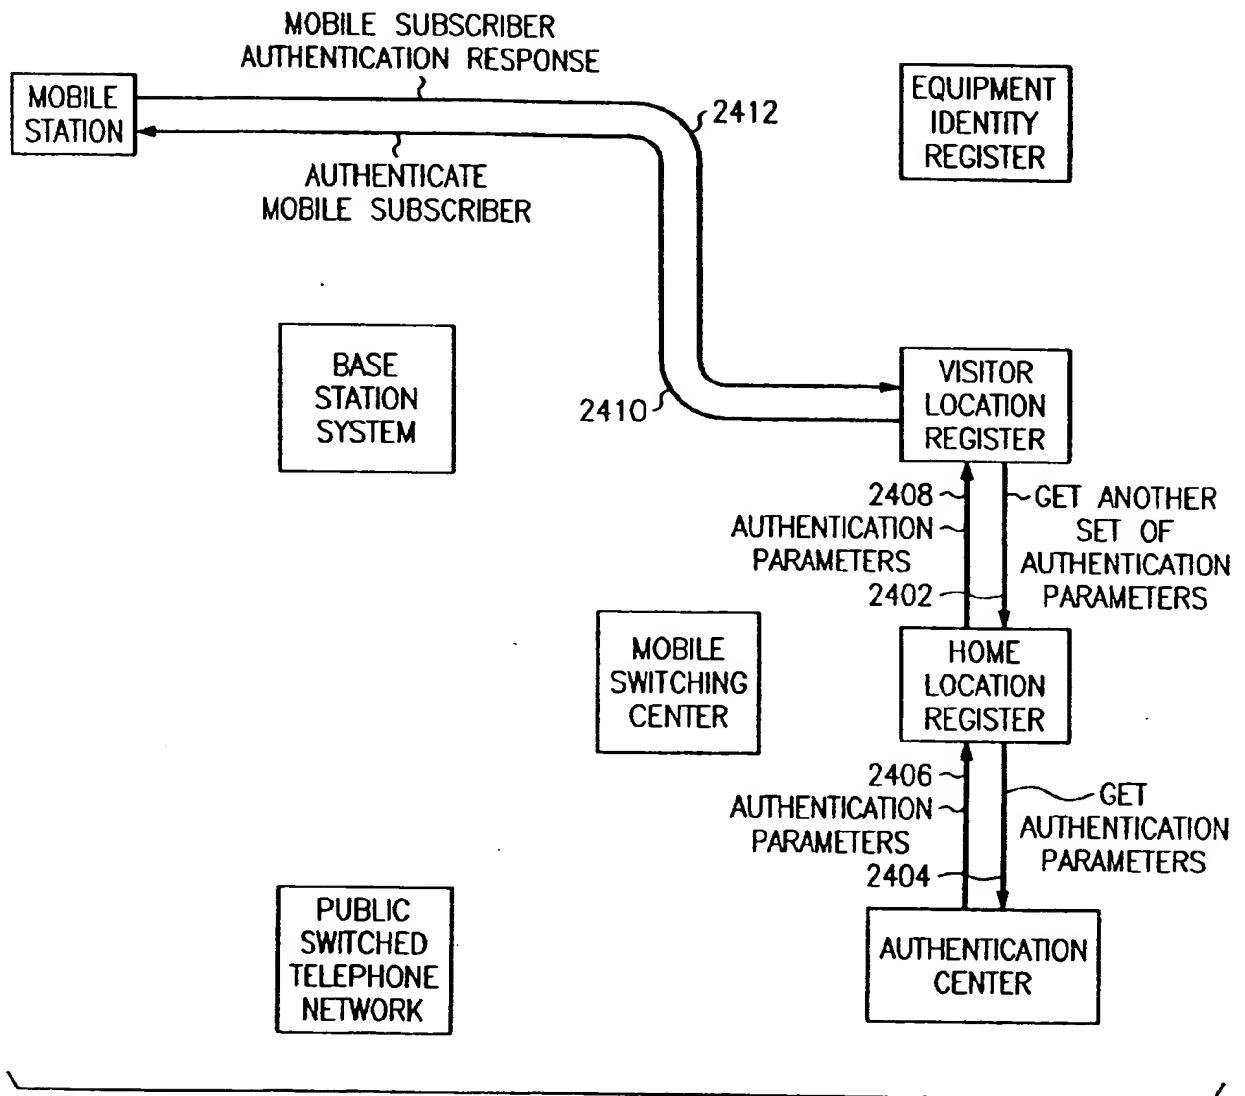 MOBILE SUBSCRIBER
AUTHENTICATION RESPONSE
MOBILE
STATION
2412
EQUIPMENT
IDENTITY
REGISTER
AUTHENTICATE
MOBILE SUBSCRIBER
BASE
STATION
SYSTEM
2410
VISITOR
LOCATION
REGISTER
2408
AUTHENTICATION
PARAMETERS
2402
GET ANOTHER
SET OF
AUTHENTICATION
PARAMETERS
MOBILE
SWITCHING
CENTER
HOME
LOCATION
REGISTER
2406
AUTHENTICATION
PARAMETERS
2404
GET
AUTHENTICATION
PARAMETERS
PUBLIC
SWITCHED
TELEPHONE
NETWORK
AUTHENTICATION
CENTER